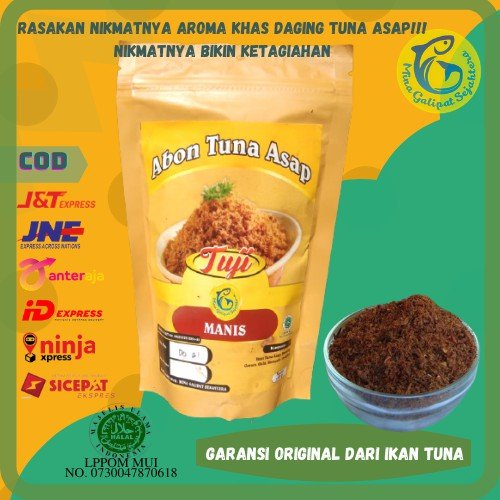 RASAKAN NIKMATNYA AROMA KHAS DAGING TUNA ASAP!!!
NIKMATNYA BIKIN KETAGIAHAN
Mina Galipat Sejahtera
COD
J&T EXPRESS
JNE
EXPRESS ACROSS NATIONS
anteraja
iD EXPRESS
ninja
xpress
SICEPAT
EKSPRES
Abon Tuna Asap
Tuji
MANIS
MAJELIS ULAMA INDONESIA
HALAL
LPPOM MUI
NO. 0730047870618
GARANSI ORIGINAL DARI IKAN TUNA